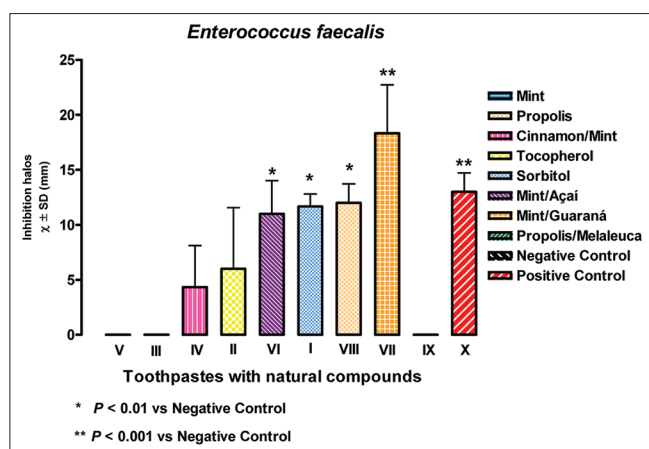 Enterococcus faecalis
Inhibition halos
χ ± SD (mm)
25
20
15
10
5
0
*
*
*
**
**
V III IV II VI I VIII VII IX X
Toothpastes with natural compounds
Mint
Propolis
Cinnamon/Mint
Tocopherol
Sorbitol
Mint/Açaí
Mint/Guaraná
Propolis/Melaleuca
Negative Control
Positive Control
* P < 0.01 vs Negative Control
** P < 0.001 vs Negative Control